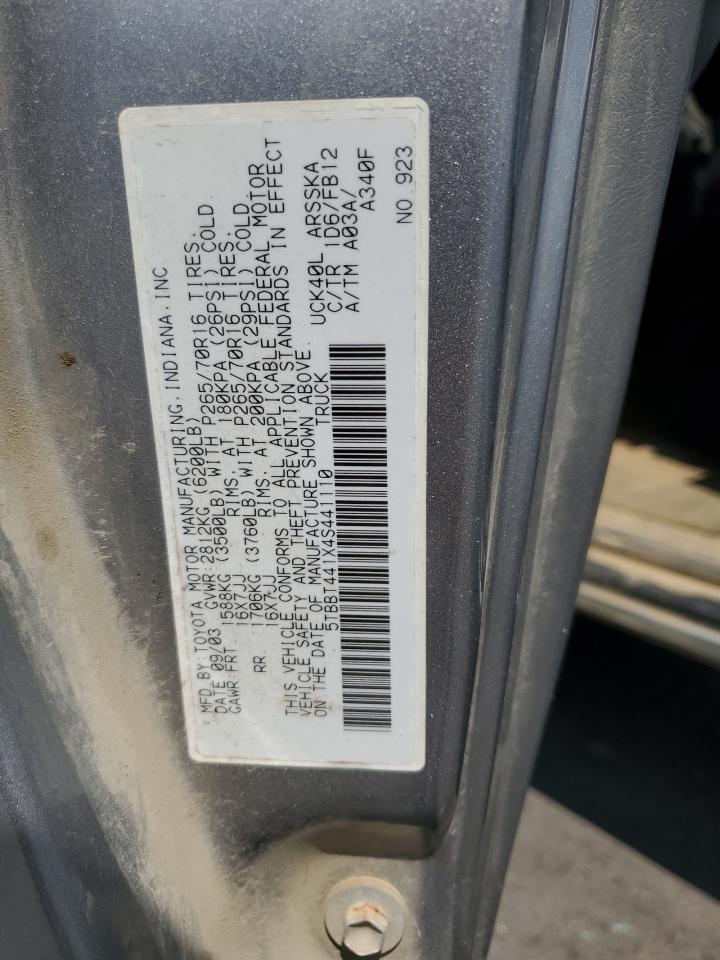 MFD BY:TOYOTA MOTOR MANUFACTURING,INDIANA,INC
DATE 09/03 GVWR:2812KG (6200LB)
GAWR:FRT 1588KG (3500LB) WITH P265/70R16 TIRES.
16X7JJ RIMS, AT 180KPA (26PSI) COLD.
RR 1706KG (3760LB) WITH P265/70R16 TIRES.
16X7JJ RIMS, AT 200KPA (29PSI) COLD.
THIS VEHICLE CONFORMS TO ALL APPLICABLE FEDERAL MOTOR
VEHICLE SAFETY AND THEFT PREVENTION STANDARDS IN EFFECT
ON THE DATE OF MANUFACTURE SHOWN ABOVE.
5TBBT441X4S441110 TRUCK
UCK40L ARSSKA
C/TR 1D6/FB12
A/TM A03A/
A340F
NO 923